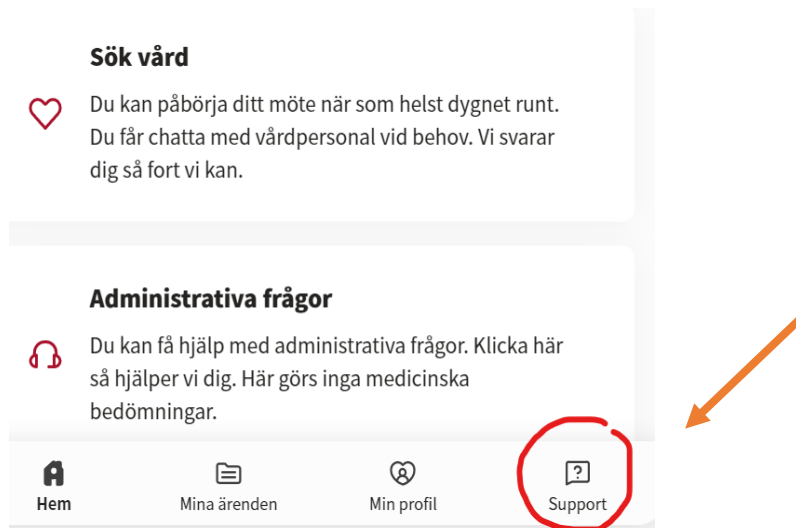 Sök vård
Du kan påbörja ditt möte när som helst dygnet runt.
Du får chatta med vårdpersonal vid behov. Vi svarar
dig så fort vi kan.
Administrativa frågor
Du kan få hjälp med administrativa frågor. Klicka här
så hjälper vi dig. Här görs inga medicinska
bedömningar.
Hem Mina ärenden Min profil Support